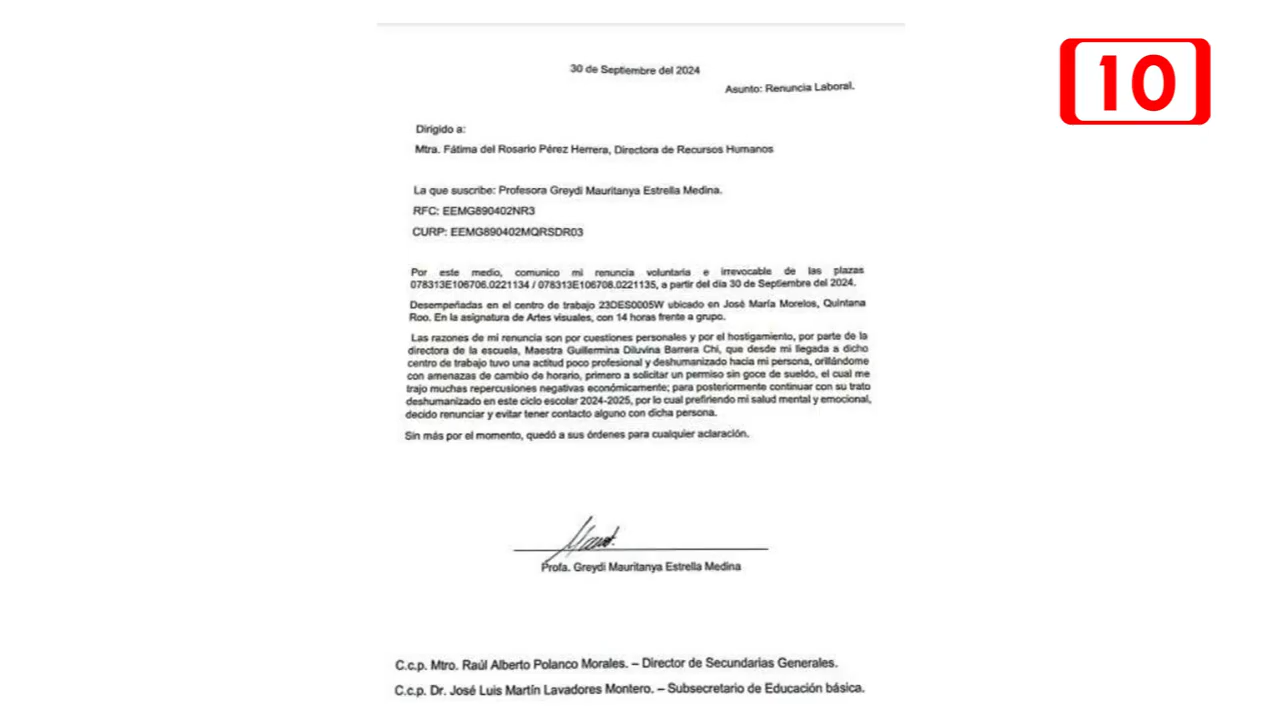 30 de Septiembre del 2024
10
Asunto: Renuncia Laboral.
Dirigido a:
Mtra. Fátima del Rosario Pérez Herrera, Directora de Recursos Humanos
La que suscribe: Profesora Greydi Mauritanya Estrella Medina.
RFC: EEMG890402NR3
CURP: EEMG890402MQRSDR03
Por este medio, comunico mi renuncia voluntaria e irrevocable de las plazas
078313E106706.0221134 / 078313E106708.0221135, a partir del día 30 de Septiembre del 2024.
Desempeñadas en el centro de trabajo 23DES0005W ubicado en José María Morelos, Quintana
Roo. En la asignatura de Artes visuales, con 14 horas frente a grupo.
Las razones de mi renuncia son por cuestiones personales y por el hostigamiento, por parte de la
directora de la escuela, Maestra Guillermina Diluvina Barrera Chi, que desde mi llegada a dicho
centro de trabajo tuvo una actitud poco profesional y deshumanizado hacia mi persona, orillándome
con amenazas de cambio de horario, primero a solicitar un permiso sin goce de sueldo, el cual me
trajo muchas repercusiones negativas económicamente; para posteriormente continuar con su trato
deshumanizado en este ciclo escolar 2024-2025, por lo cual prefiriendo mi salud mental y emocional,
decido renunciar y evitar tener contacto alguno con dicha persona.
Sin más por el momento, quedó a sus órdenes para cualquier aclaración.
Profa. Greydi Mauritanya Estrella Medina
C.c.p. Mtro. Raúl Alberto Polanco Morales. – Director de Secundarias Generales.
C.c.p. Dr. José Luis Martín Lavadores Montero. – Subsecretario de Educación básica.